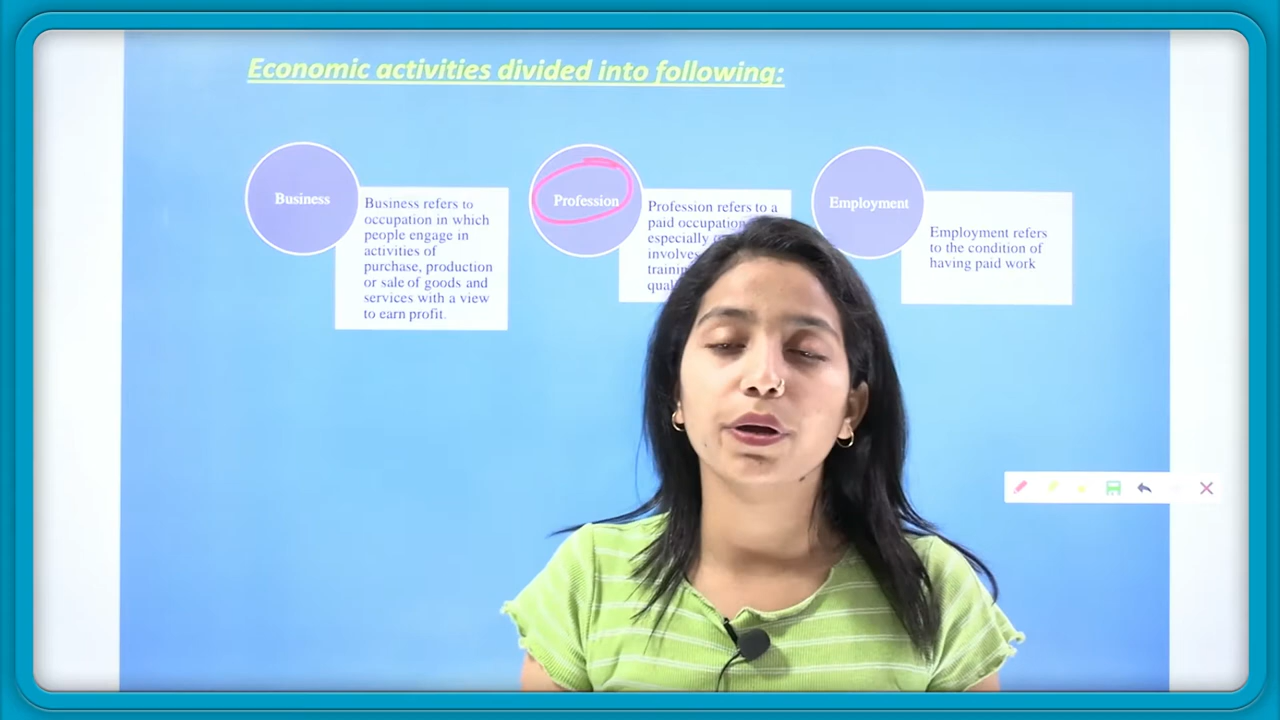 Economic activities divided into following:
Business
Business refers to
occupation in which
people engage in
activities of
purchase, production
or sale of goods and
services with a view
to earn profit.
Profession
Profession refers to a
paid occupation
especially
involves
Employment
Employment refers
to the condition of
having paid work